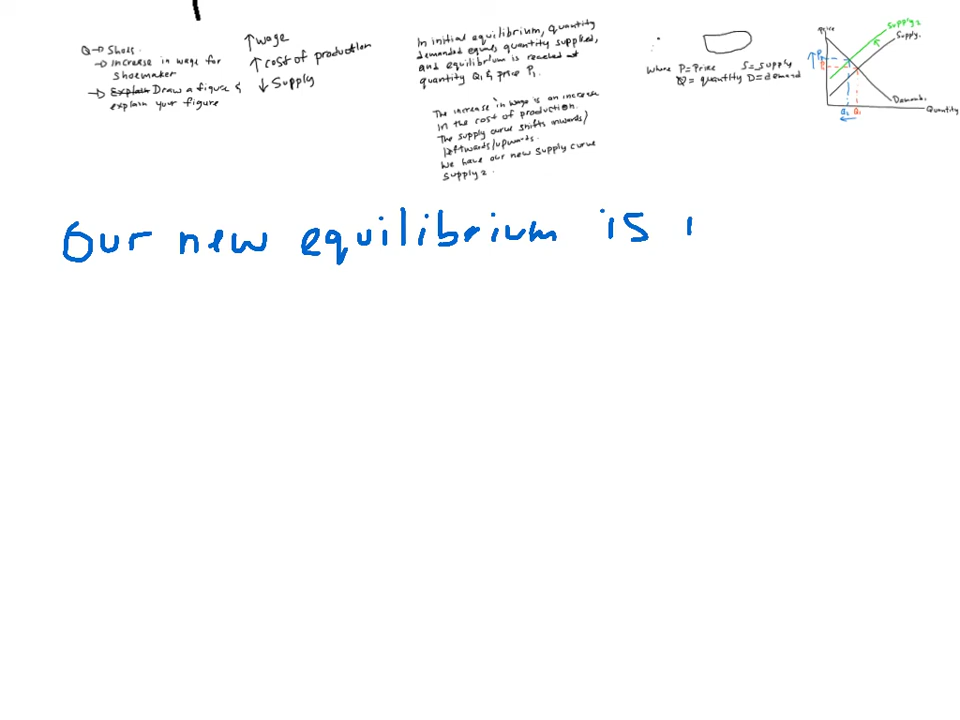 Q→ Shoes.
→ Increase in wage for
shoemaker
→ Explain Draw a figure &
explain your figure
↑ wage
↑ cost of production
↓ Supply
In initial equilibrium, quantity
demanded equals quantity supplied,
and equilibrium is reached at
quantity Q1 & price P1.
The increase in wage is an increase
in the cost of production.
The supply curve shifts inwards/
leftwards/upwards.
We have our new supply curve
supply 2.
where P=Price S=supply
Q = quantity D=demand
Supply 2
Supply.
Demand.
Quantity
Q2 Q1
Our new equilibrium is